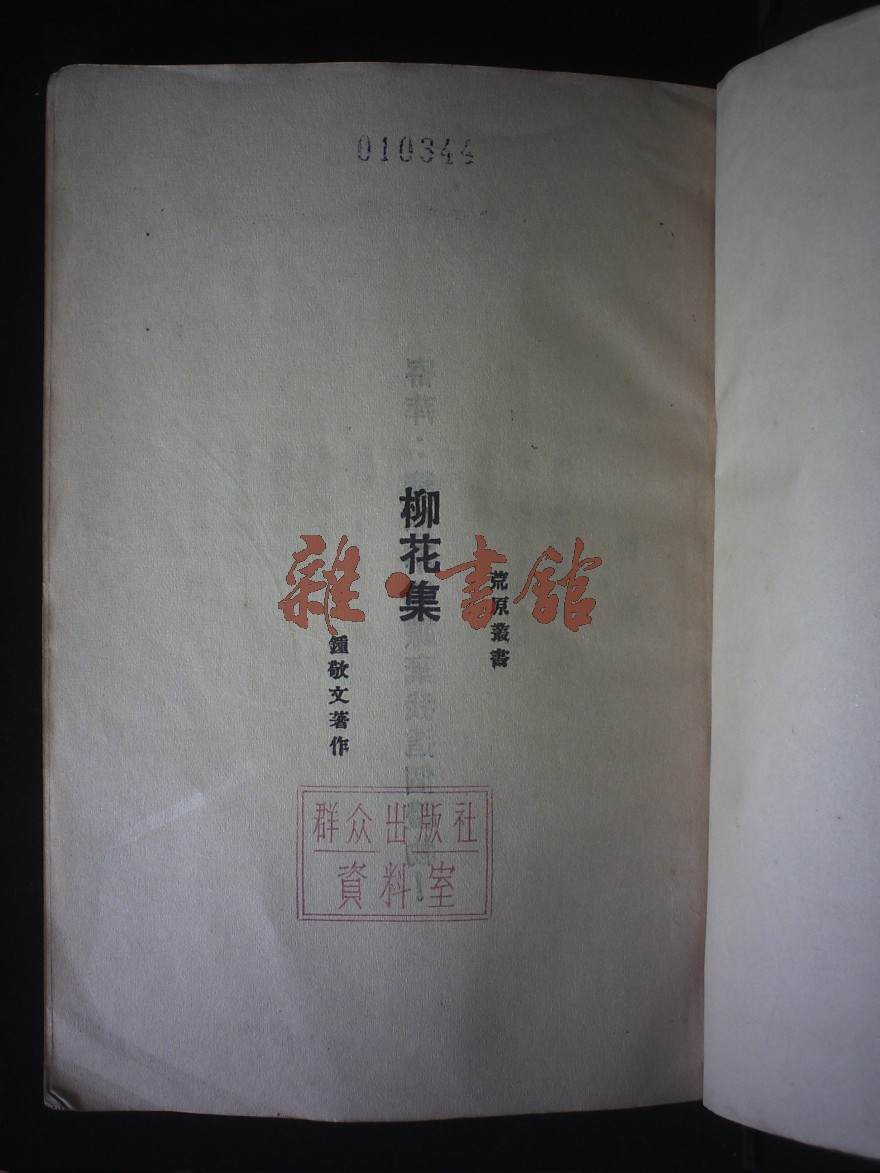 010344
荒原叢書
柳花集
鍾敬文著作
雜·書館
群众出版社
資料室